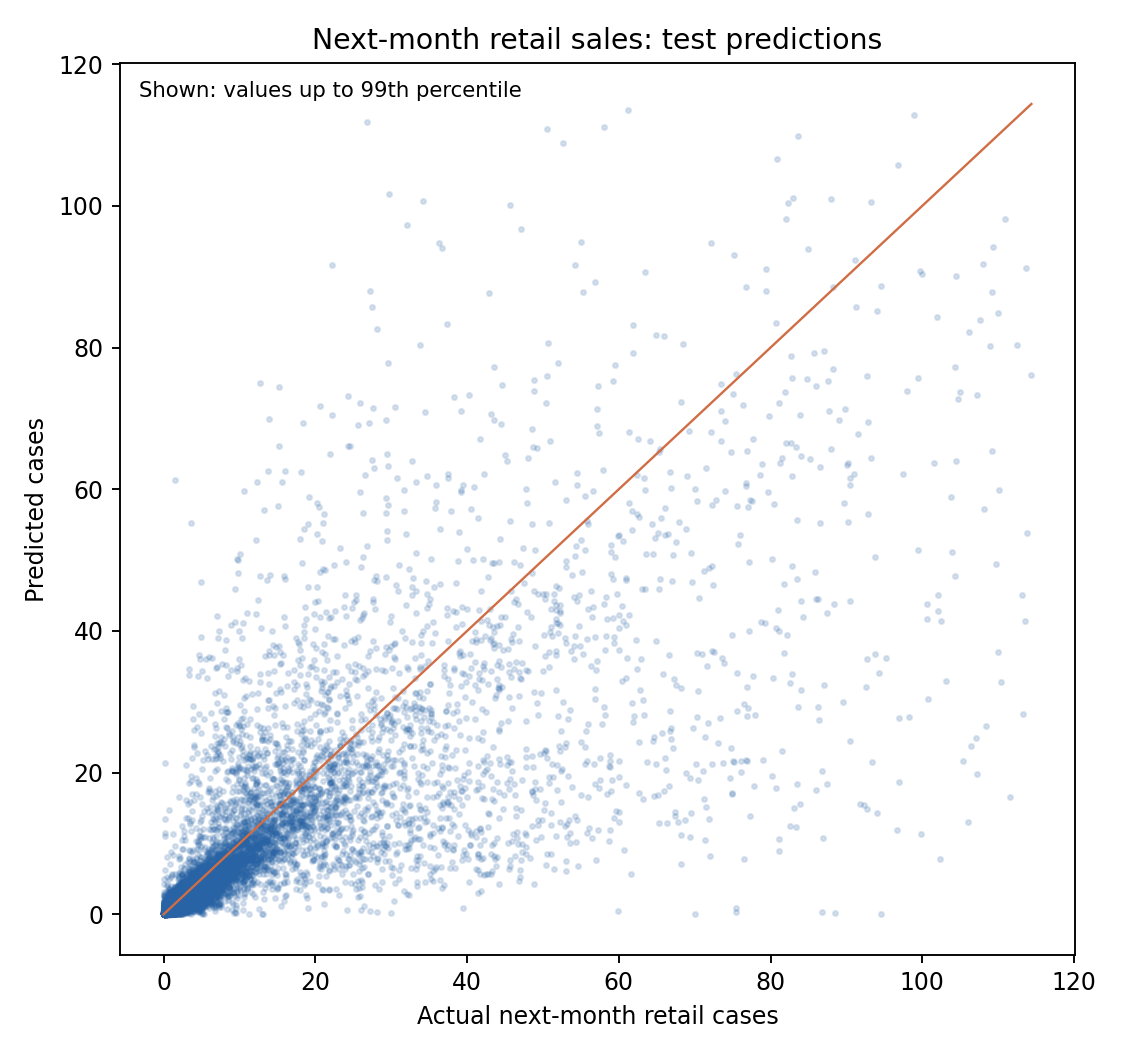 Next-month retail sales: test predictions
Shown: values up to 99th percentile
120
100
80
60
40
20
0
Predicted cases
0 20 40 60 80 100 120
Actual next-month retail cases